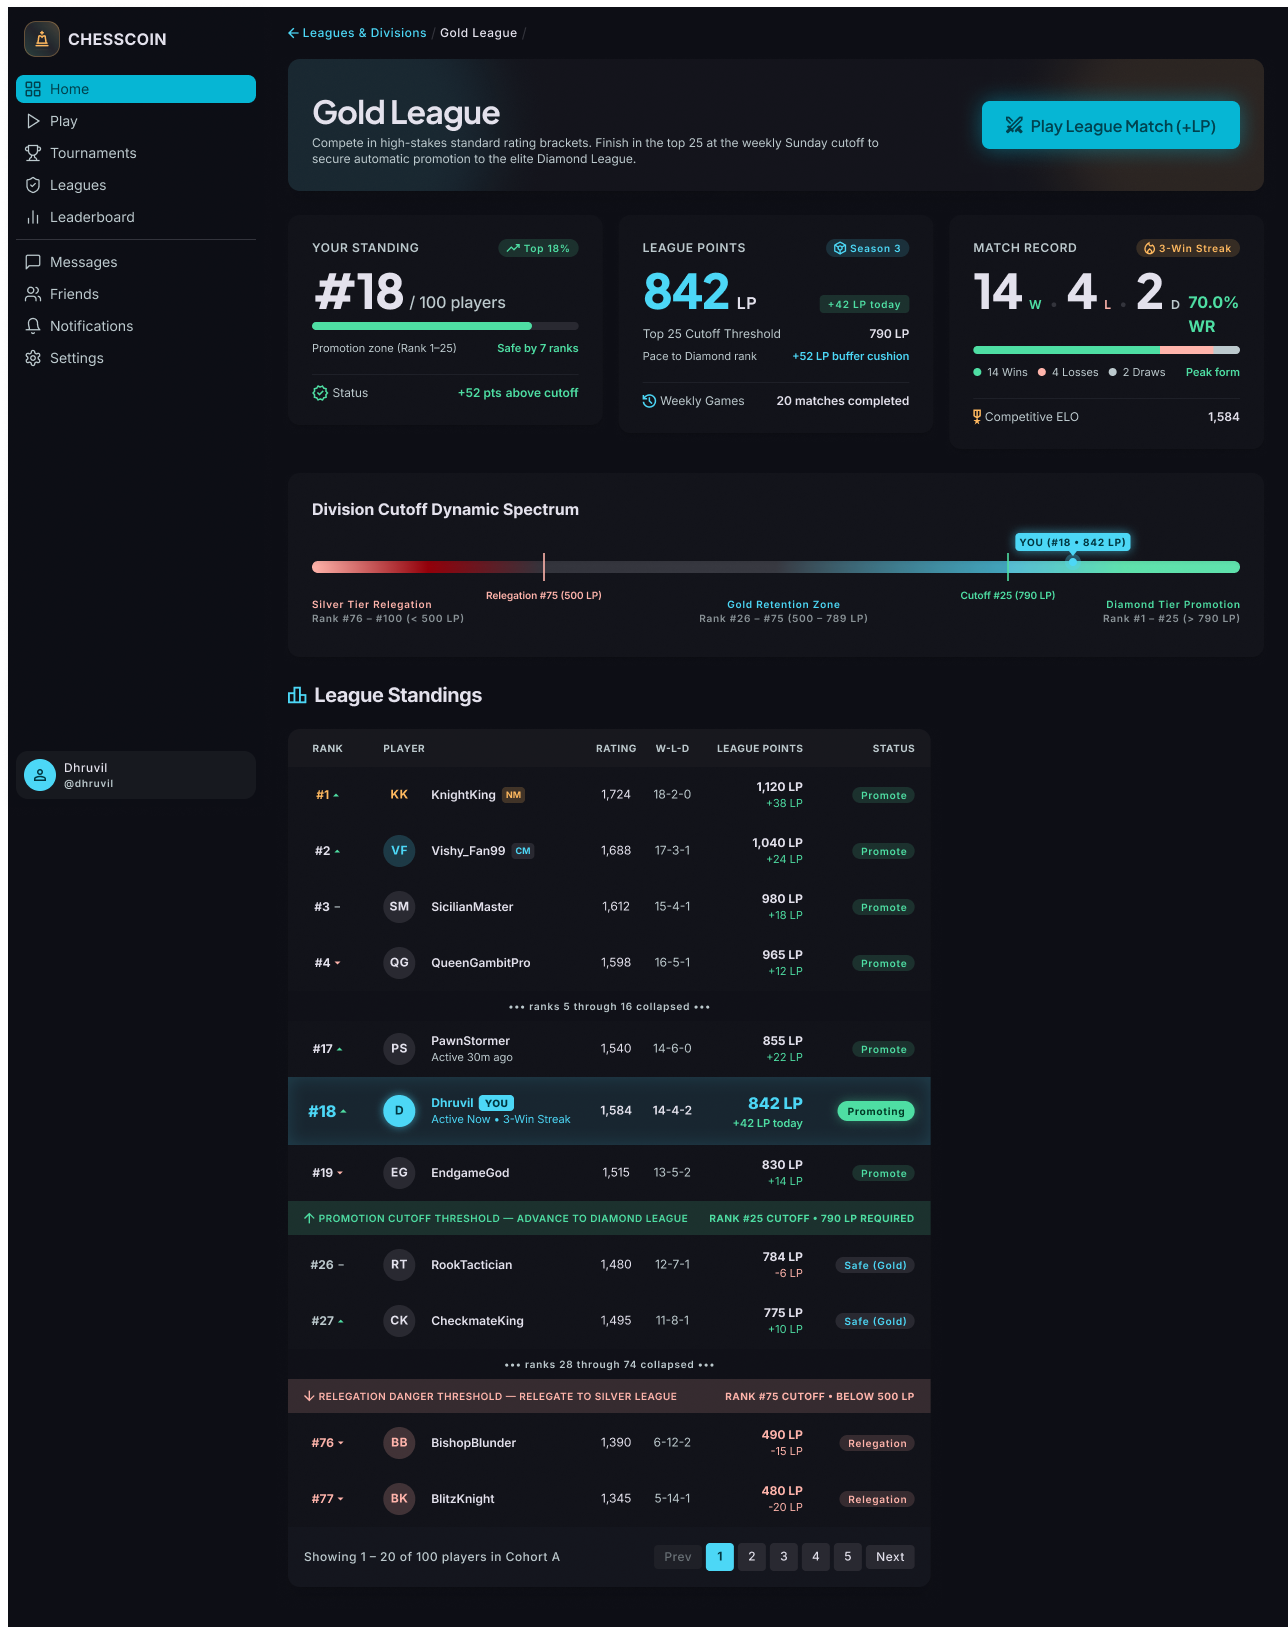 CHESSCOIN
Home
Play
Tournaments
Leagues
Leaderboard
Messages
Friends
Notifications
Settings
Dhruvil
@dhruvil
Leagues & Divisions / Gold League /
Gold League
Compete in high-stakes standard rating brackets. Finish in the top 25 at the weekly Sunday cutoff to
secure automatic promotion to the elite Diamond League.
Play League Match (+LP)
YOUR STANDING Top 18%
#18 / 100 players
Promotion zone (Rank 1–25) Safe by 7 ranks
Status +52 pts above cutoff
LEAGUE POINTS Season 3
842 LP +42 LP today
Top 25 Cutoff Threshold 790 LP
Pace to Diamond rank +52 LP buffer cushion
Weekly Games 20 matches completed
MATCH RECORD 3-Win Streak
14 W • 4 L • 2 D 70.0%
WR
14 Wins 4 Losses 2 Draws Peak form
Competitive ELO 1,584
Division Cutoff Dynamic Spectrum
YOU (#18 • 842 LP)
Relegation #75 (500 LP) Cutoff #25 (790 LP)
Silver Tier Relegation Gold Retention Zone Diamond Tier Promotion
Rank #76 – #100 (< 500 LP) Rank #26 – #75 (500 – 789 LP) Rank #1 – #25 (> 790 LP)
League Standings
RANK PLAYER RATING W-L-D LEAGUE POINTS STATUS
#1 KK KnightKing NM 1,724 18-2-0 1,120 LP Promote
+38 LP
#2 VF Vishy_Fan99 CM 1,688 17-3-1 1,040 LP Promote
+24 LP
#3 – SM SicilianMaster 1,612 15-4-1 980 LP Promote
+18 LP
#4 QG QueenGambitPro 1,598 16-5-1 965 LP Promote
+12 LP
••• ranks 5 through 16 collapsed •••
#17 PS PawnStormer 1,540 14-6-0 855 LP Promote
Active 30m ago +22 LP
#18 D Dhruvil YOU 1,584 14-4-2 842 LP Promoting
Active Now • 3-Win Streak +42 LP today
#19 EG EndgameGod 1,515 13-5-2 830 LP Promote
+14 LP
PROMOTION CUTOFF THRESHOLD — ADVANCE TO DIAMOND LEAGUE RANK #25 CUTOFF • 790 LP REQUIRED
#26 – RT RookTactician 1,480 12-7-1 784 LP Safe (Gold)
-6 LP
#27 CK CheckmateKing 1,495 11-8-1 775 LP Safe (Gold)
+10 LP
••• ranks 28 through 74 collapsed •••
RELEGATION DANGER THRESHOLD — RELEGATE TO SILVER LEAGUE RANK #75 CUTOFF • BELOW 500 LP
#76 BB BishopBlunder 1,390 6-12-2 490 LP Relegation
-15 LP
#77 BK BlitzKnight 1,345 5-14-1 480 LP Relegation
-20 LP
Showing 1 – 20 of 100 players in Cohort A Prev 1 2 3 4 5 Next